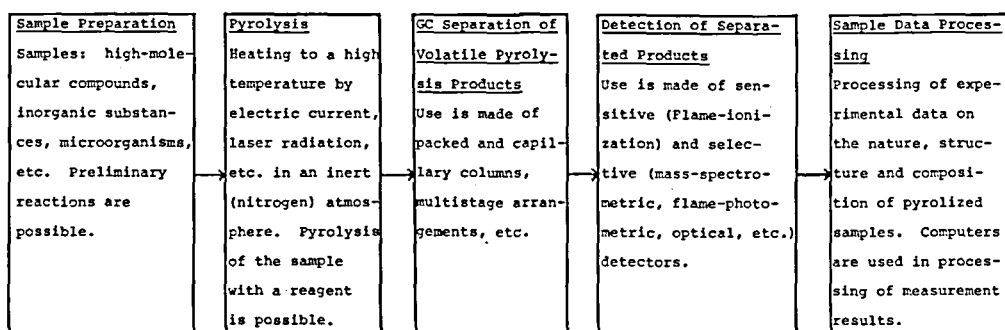 Sample Preparation
Samples: high-mole-
cular compounds,
inorganic substan-
ces, microorganisms,
etc. Preliminary
reactions are
possible.
Pyrolysis
Heating to a high
temperature by
electric current,
laser radiation,
etc. in an inert
(nitrogen) atmos-
phere. Pyrolysis
of the sample
with a reagent
is possible.
GC Separation of
Volatile Pyroly-
sis Products
Use is made of
packed and capil-
lary columns,
multistage arran-
gements, etc.
Detection of Separa-
ted Products
Use is made of sen-
sitive (Flame-ioni-
zation) and selec-
tive (mass-spectro-
metric, flame-photo-
metric, optical, etc.)
detectors.
Sample Data Proces-
sing
Processing of expe-
rimental data on
the nature, struc-
ture and composi-
tion of pyrolized
samples. Computers
are used in proces-
sing of measurement
results.